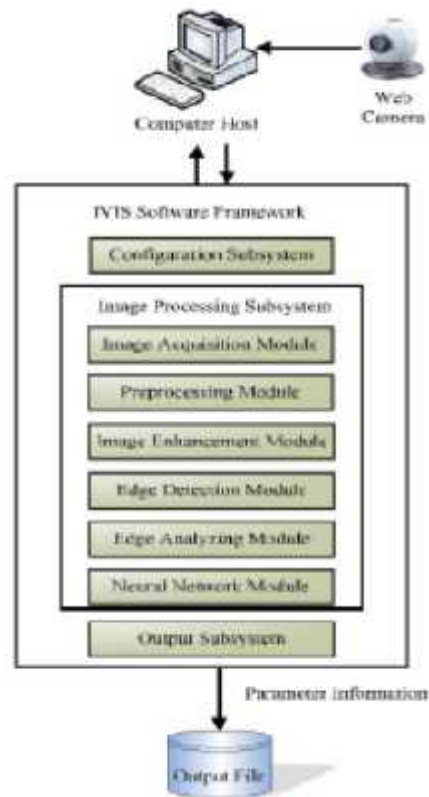 Web
Camera
Computer Host
IVIS Software Framework
Configuration Subsystem
Image Processing Subsystem
Image Acquisition Module
Preprocessing Module
Image Enhancement Module
Edge Detection Module
Edge Analyzing Module
Neural Network Module
Output Subsystem
Parameter Information
Output File